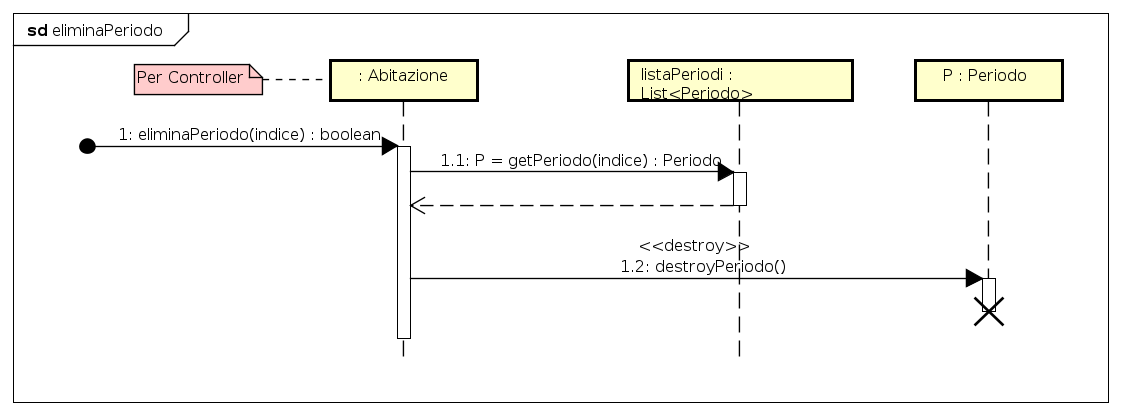 sd eliminaPeriodo
Per Controller
: Abitazione
listaPeriodi :
List<Periodo>
P : Periodo
1: eliminaPeriodo(indice) : boolean
1.1: P = getPeriodo(indice) : Periodo
<<destroy>>
1.2: destroyPeriodo()